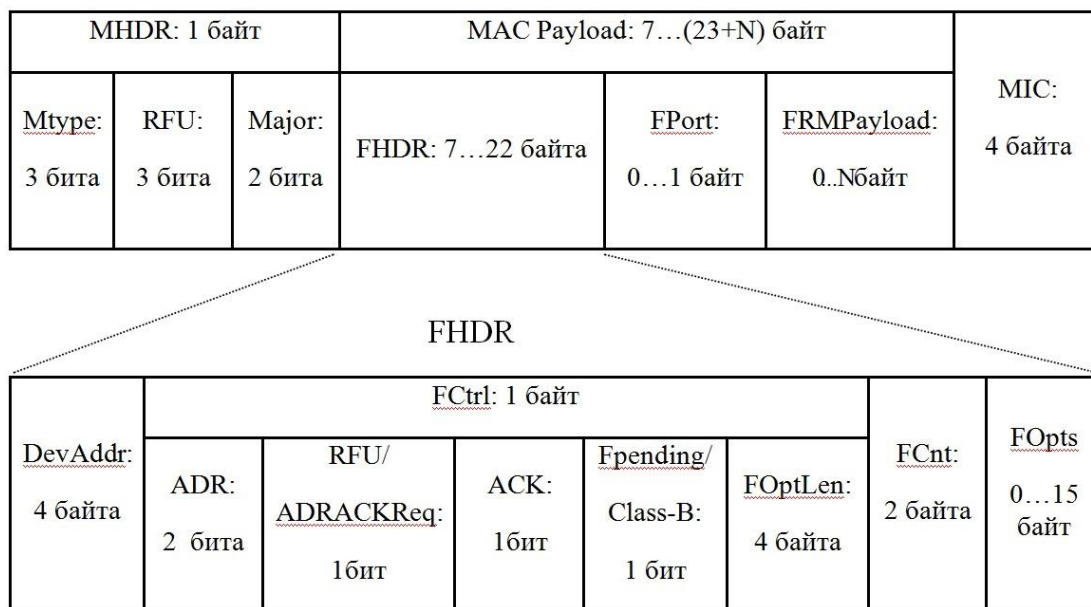 MHDR: 1 байт
MAC Payload: 7…(23+N) байт
MIC:
4 байта
Mtype:
3 бита
RFU:
3 бита
Major:
2 бита
FHDR: 7…22 байта
FPort:
0…1 байт
FRMPayload:
0..Nбайт
FHDR
DevAddr:
4 байта
FCtrl: 1 байт
ADR:
2 бита
RFU/
ADRACKReq:
1бит
ACK:
1бит
Fpending/
Class-B:
1 бит
FOptLen:
4 байта
FCnt:
2 байта
FOpts
0…15
байт